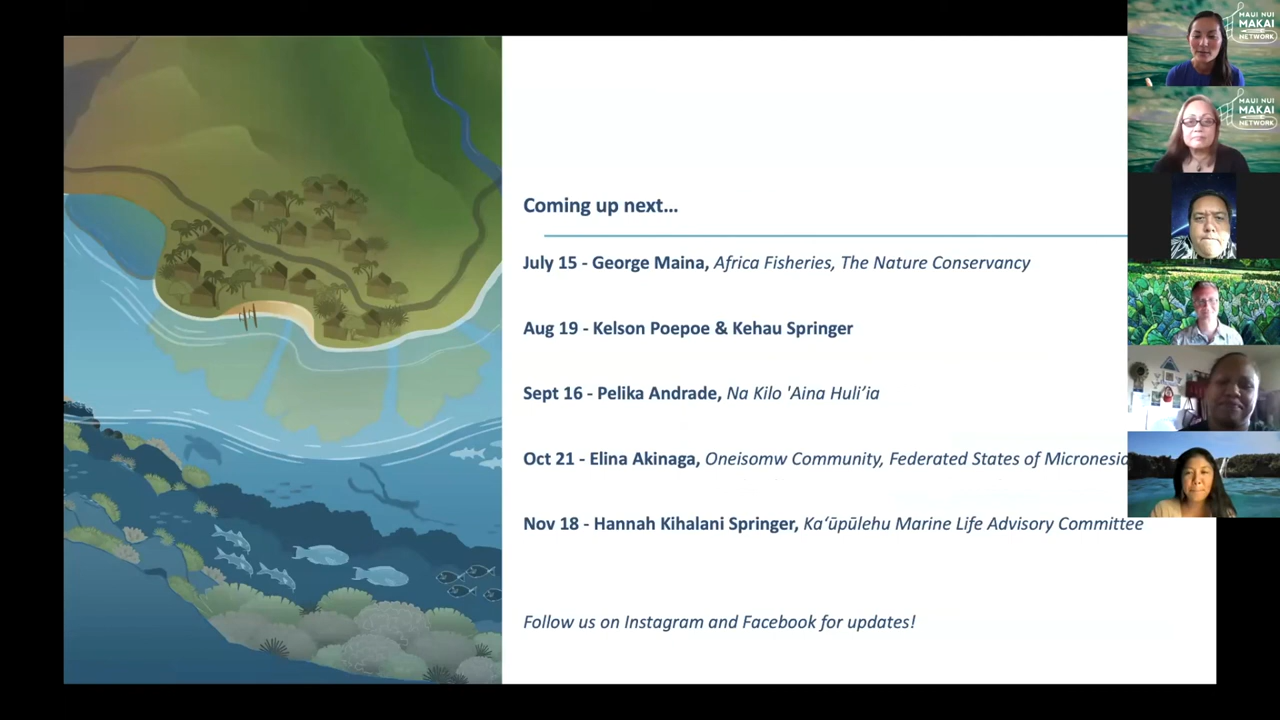 Coming up next...
July 15 - George Maina, Africa Fisheries, The Nature Conservancy
Aug 19 - Kelson Poepoe & Kehau Springer
Sept 16 - Pelika Andrade, Na Kilo 'Aina Huli’ia
Oct 21 - Elina Akinaga, Oneisomw Community, Federated States of Micronesia
Nov 18 - Hannah Kihalani Springer, Kaʻūpūlehu Marine Life Advisory Committee
Follow us on Instagram and Facebook for updates!
MAUI NUI
MAKAI
NETWORK
MAUI NUI
MAKAI
NETWORK